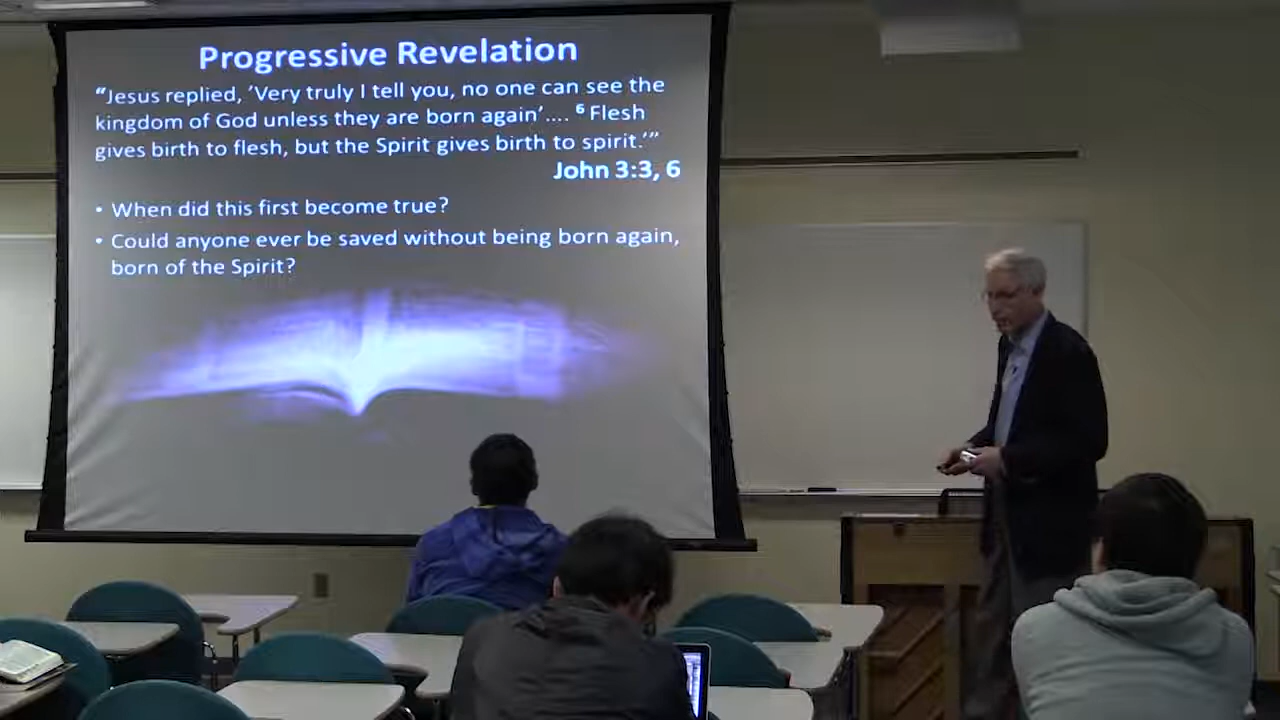 Progressive Revelation
“Jesus replied, ‘Very truly I tell you, no one can see the
kingdom of God unless they are born again’.... ⁶ Flesh
gives birth to flesh, but the Spirit gives birth to spirit.’”
John 3:3, 6
• When did this first become true?
• Could anyone ever be saved without being born again,
born of the Spirit?